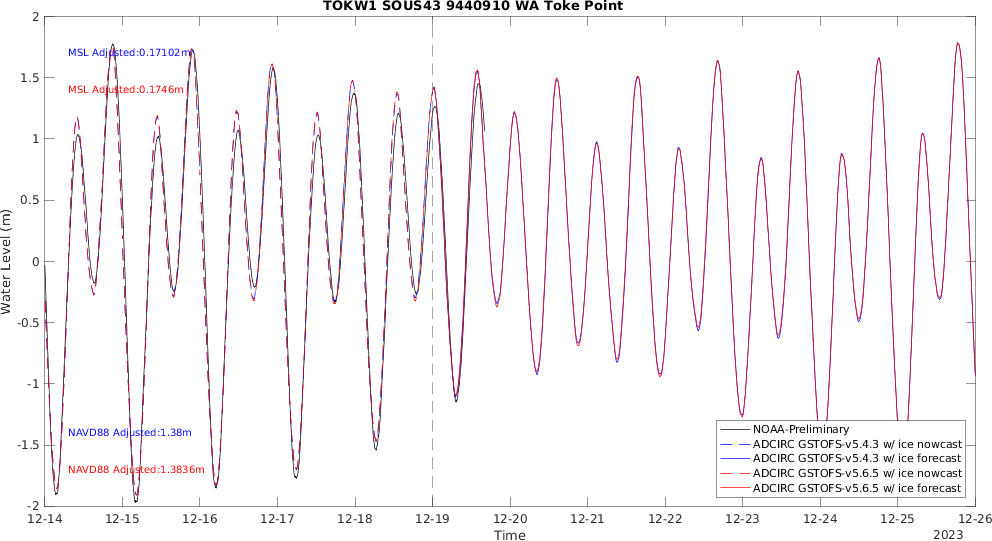 TOKW1 SOUS43 9440910 WA Toke Point
2
1.5
1
0.5
0
-0.5
-1
-1.5
-2
Water Level (m)
MSL Adjusted:0.17102m
MSL Adjusted:0.1746m
NAVD88 Adjusted:1.38m
NAVD88 Adjusted:1.3836m
NOAA-Preliminary
ADCIRC GSTOFS-v5.4.3 w/ ice nowcast
ADCIRC GSTOFS-v5.4.3 w/ ice forecast
ADCIRC GSTOFS-v5.6.5 w/ ice nowcast
ADCIRC GSTOFS-v5.6.5 w/ ice forecast
12-14 12-15 12-16 12-17 12-18 12-19 12-20 12-21 12-22 12-23 12-24 12-25 12-26
Time
2023